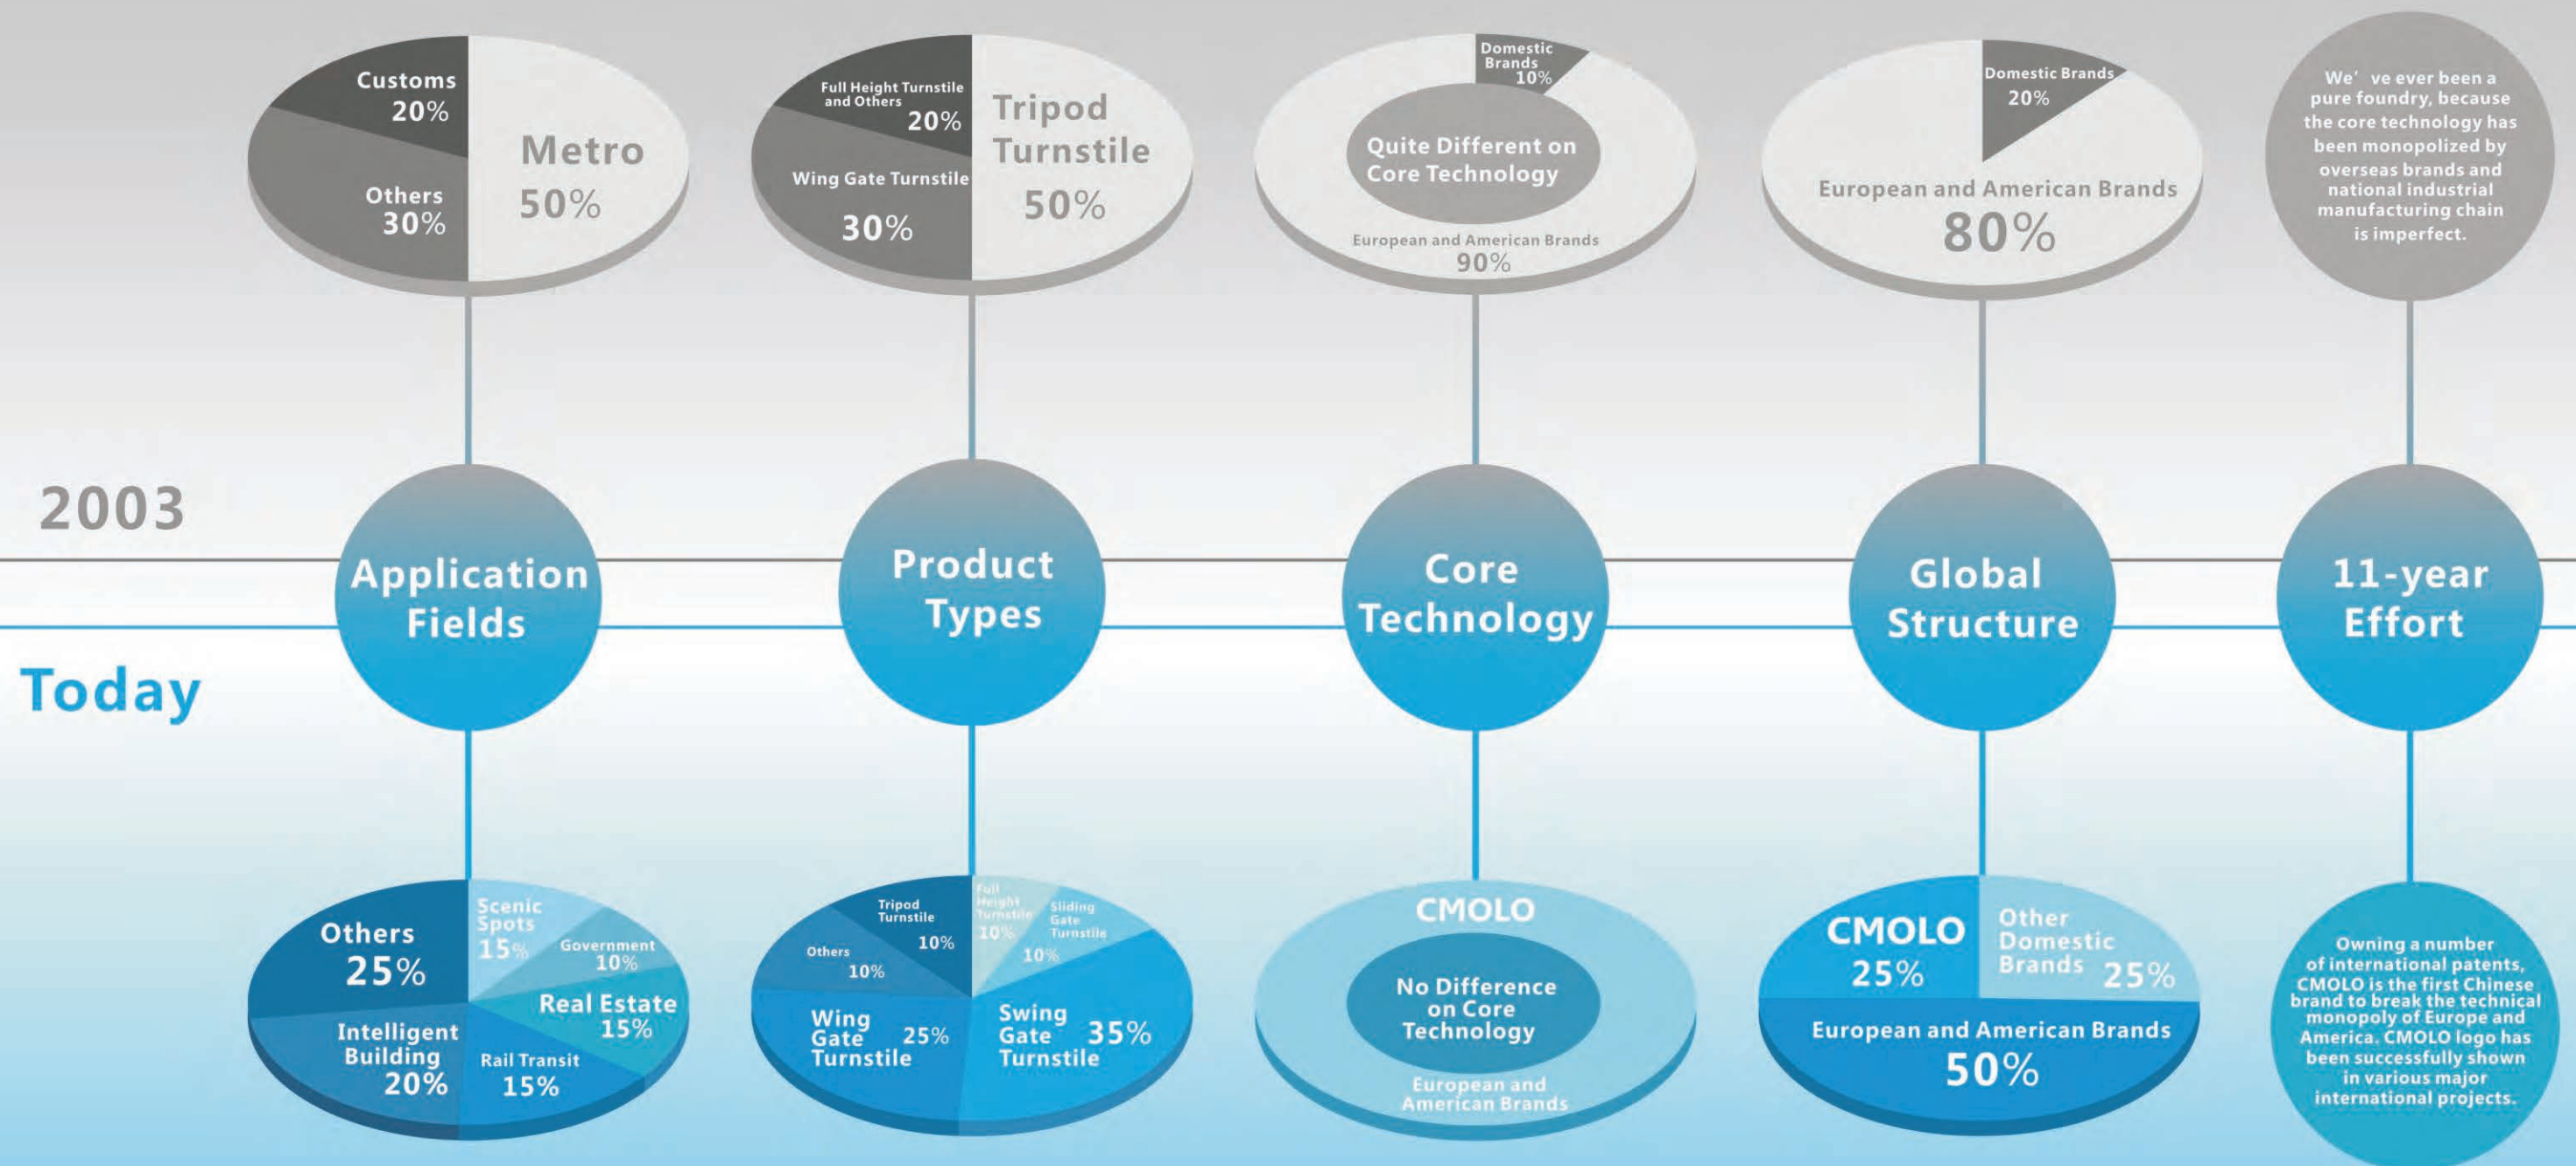 Customs
20%
Others
30%
Metro
50%
Full Height Turnstile
and Others
20%
Wing Gate Turnstile
30%
Tripod
Turnstile
50%
Domestic
Brands
10%
Quite Different on
Core Technology
European and American Brands
90%
Domestic Brands
20%
European and American Brands
80%
We' ve ever been a
pure foundry, because
the core technology has
been monopolized by
overseas brands and
national industrial
manufacturing chain
is imperfect.
2003
Application
Fields
Product
Types
Core
Technology
Global
Structure
11-year
Effort
Today
Others
25%
Scenic
Spots
15%
Government
10%
Real Estate
15%
Intelligent
Building
20%
Rail Transit
15%
Tripod
Turnstile
10%
Full
Height
Turnstile
10%
Sliding
Gate
Turnstile
10%
Others
10%
Wing
Gate
Turnstile
25%
Swing
Gate
Turnstile
35%
CMOLO
No Difference
on Core
Technology
European and
American Brands
CMOLO
25%
Other
Domestic
Brands 25%
European and American Brands
50%
Owning a number
of international patents,
CMOLO is the first Chinese
brand to break the technical
monopoly of Europe and
America. CMOLO logo has
been successfully shown
in various major
international projects.